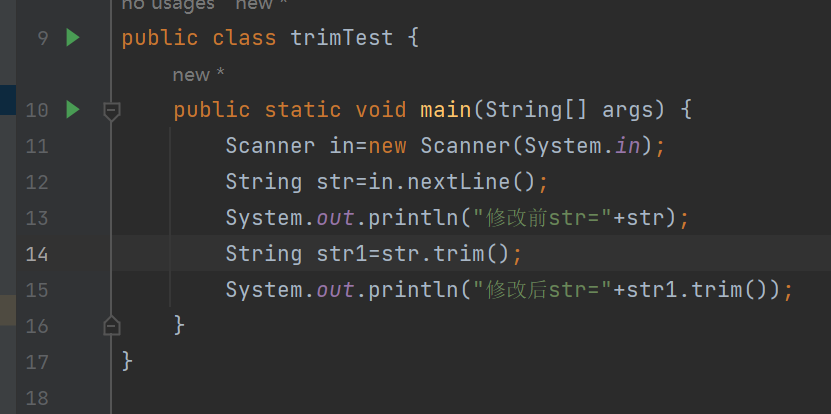 no usages   new *
9 public class trimTest {
new *
10 public static void main(String[] args) {
11 Scanner in=new Scanner(System.in);
12 String str=in.nextLine();
13 System.out.println("修改前str="+str);
14 String str1=str.trim();
15 System.out.println("修改后str="+str1.trim());
16 }
17 }
18